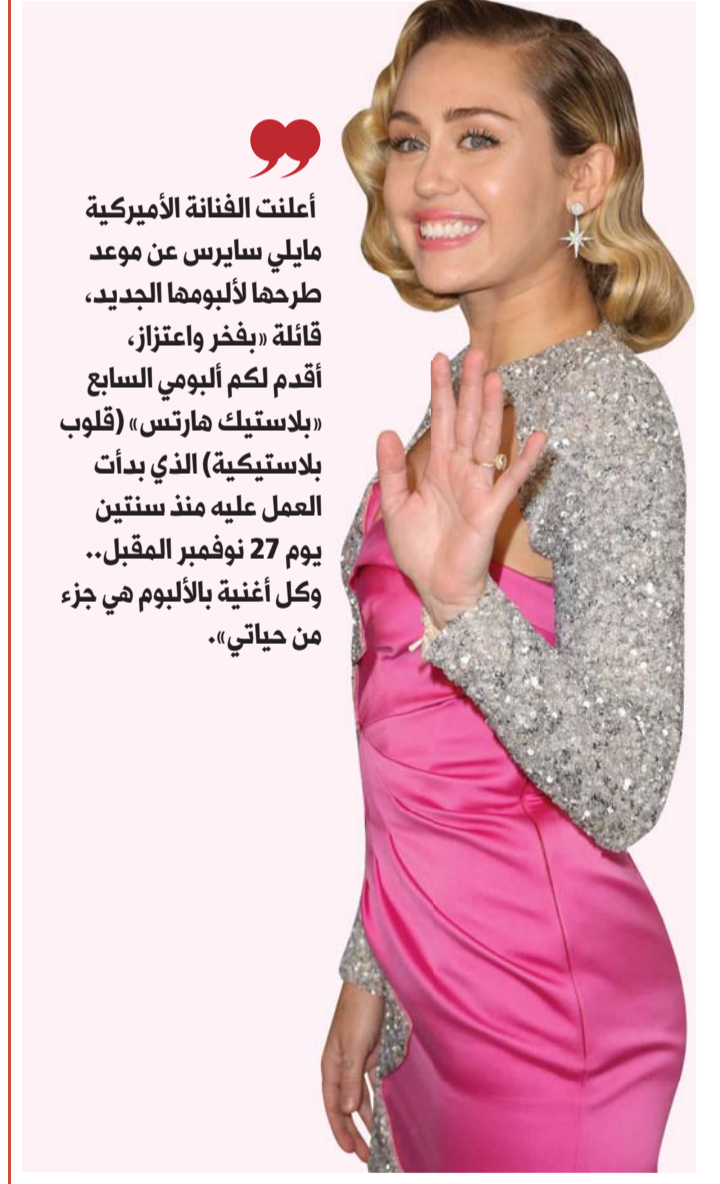 أعلنت الفنانة الأميركية
مايلي سايرس عن موعد
طرحها لألبومها الجديد،
قائلة «بفخر واعتزاز،
أقدم لكم ألبومي السابع
«بلاستيك هارتس» (قلوب
بلاستيكية) الذي بدأت
العمل عليه منذ سنتين
يوم 27 نوفمبر المقبل..
وكل أغنية بالألبوم هي جزء
من حياتي».